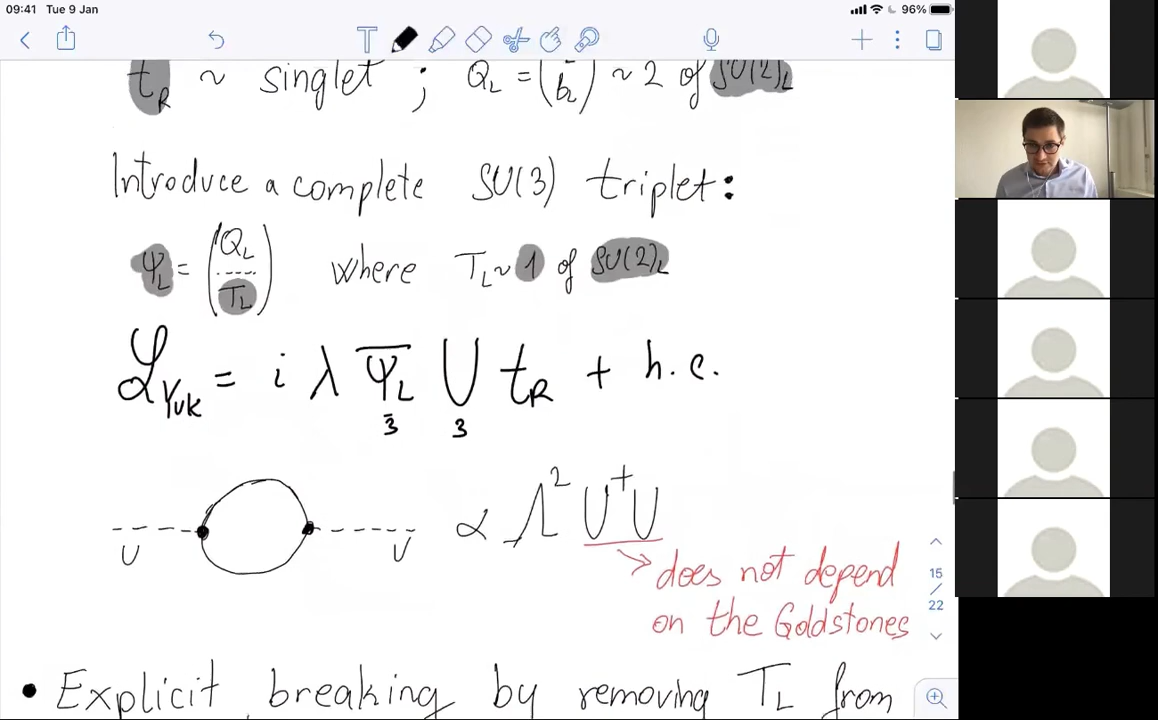 09:41 Tue 9 Jan
96%
t_R ~ singlet ; Q_L = ( b_L ) ~ 2 of SU(2)_L
Introduce a complete SU(3) triplet:
Ψ_L = ( Q_L / T_L ) where T_L ~ 1 of SU(2)_L
ℒ_Yuk = i λ Ψ̄_L U t_R + h.c.
3̄ 3
U U ∝ Λ² U†U
does not depend
on the Goldstones
15 / 22
• Explicit breaking by removing T_L from